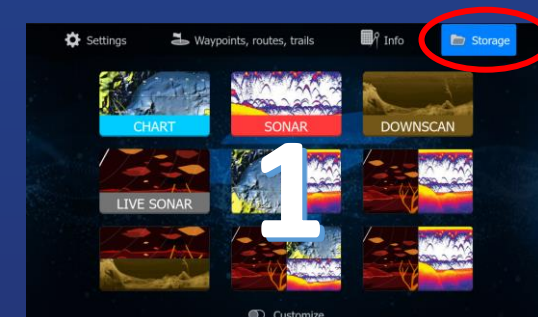 Settings Waypoints, routes, trails Info Storage
CHART SONAR DOWNSCAN
1
LIVE SONAR
Customize